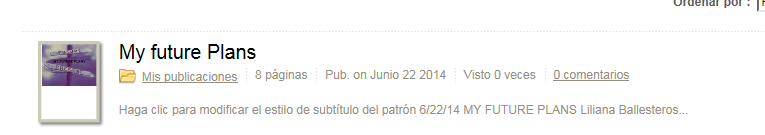 Ordenar por :
My future Plans
Mis publicaciones 8 páginas Pub. on Junio 22 2014 Visto 0 veces 0 comentarios
Haga clic para modificar el estilo de subtítulo del patrón 6/22/14 MY FUTURE PLANS Liliana Ballesteros...